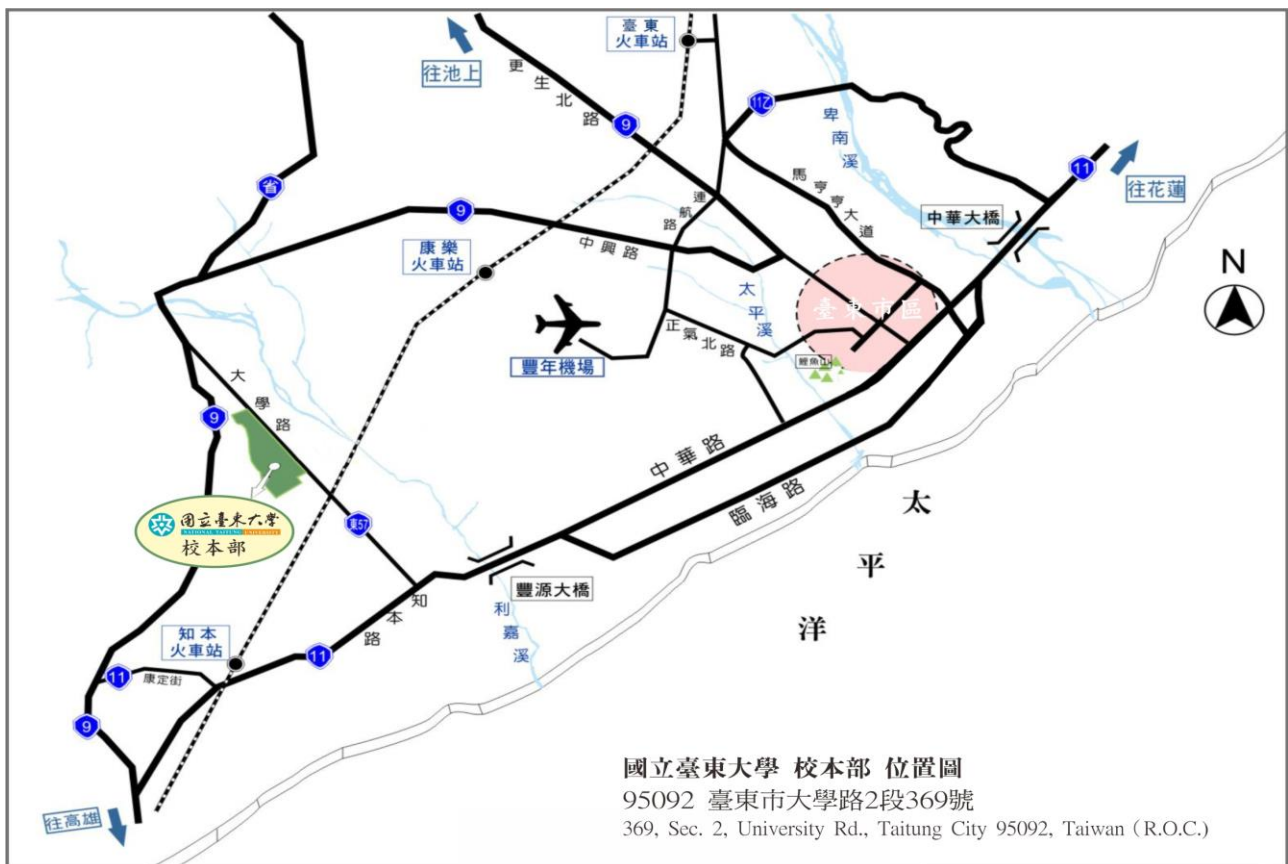 臺東
火車站
往池上
更生北路
9
11乙
卑南溪
11
往花蓮
省
馬亨亨大道
連航路
9
中興路
康樂
火車站
中華大橋
N
太平溪
臺東市區
正氣北路
鯉魚山
豐年機場
大學路
9
國立臺東大學
NATIONAL TAITUNG UNIVERSITY
校本部
東57
中華路
臨海路
太平洋
豐源大橋
利嘉溪
知本路
知本
火車站
11
11
康定街
9
往高雄
國立臺東大學 校本部 位置圖
95092 臺東市大學路2段369號
369, Sec. 2, University Rd., Taitung City 95092, Taiwan (R.O.C.)